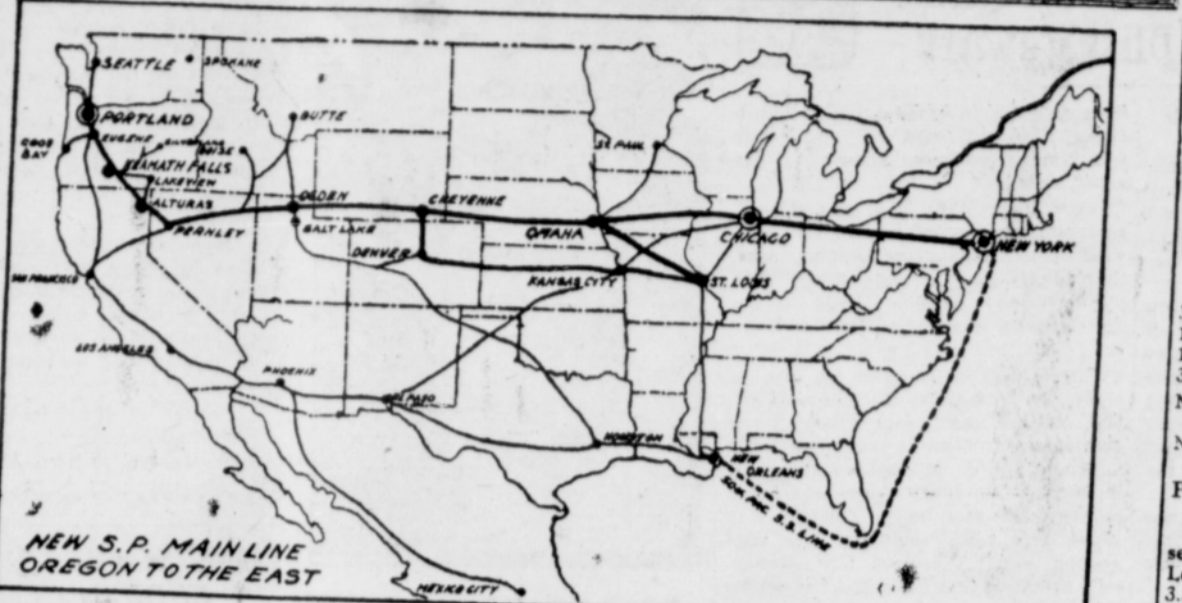 SEATTLE
SPOKANE
PORTLAND
BUTTE
EUGENE
COOS
BAY
BOISE
ST. PAUL
KLAMATH FALLS
LAKEVIEW
ALTURAS
OGDEN
CHEYENNE
FERNLEY
SALT LAKE
OMAHA
CHICAGO
NEW YORK
DENVER
SAN FRANCISCO
KANSAS CITY
ST. LOUIS
LOS ANGELES
PHOENIX
EL PASO
HOUSTON
NEW
ORLEANS
SOU. PAC. S.S. LINE
NEW S.P. MAIN LINE
OREGON TO THE EAST
MEXICO CITY
se
L
3.